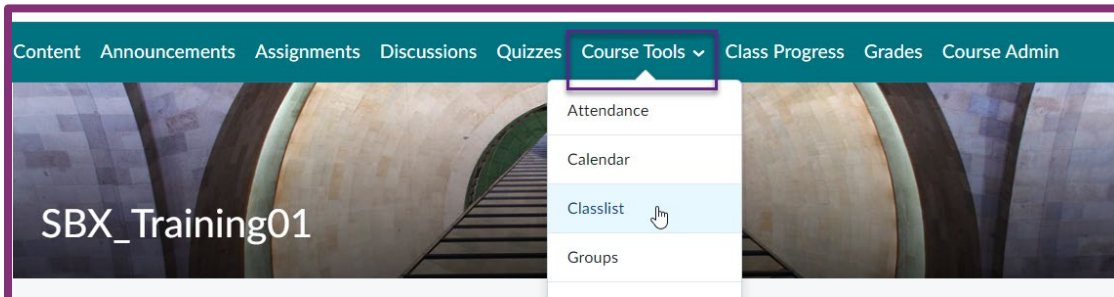 Content Announcements Assignments Discussions Quizzes Course Tools Class Progress Grades Course Admin
Attendance
Calendar
Classlist
Groups
SBX_Training01